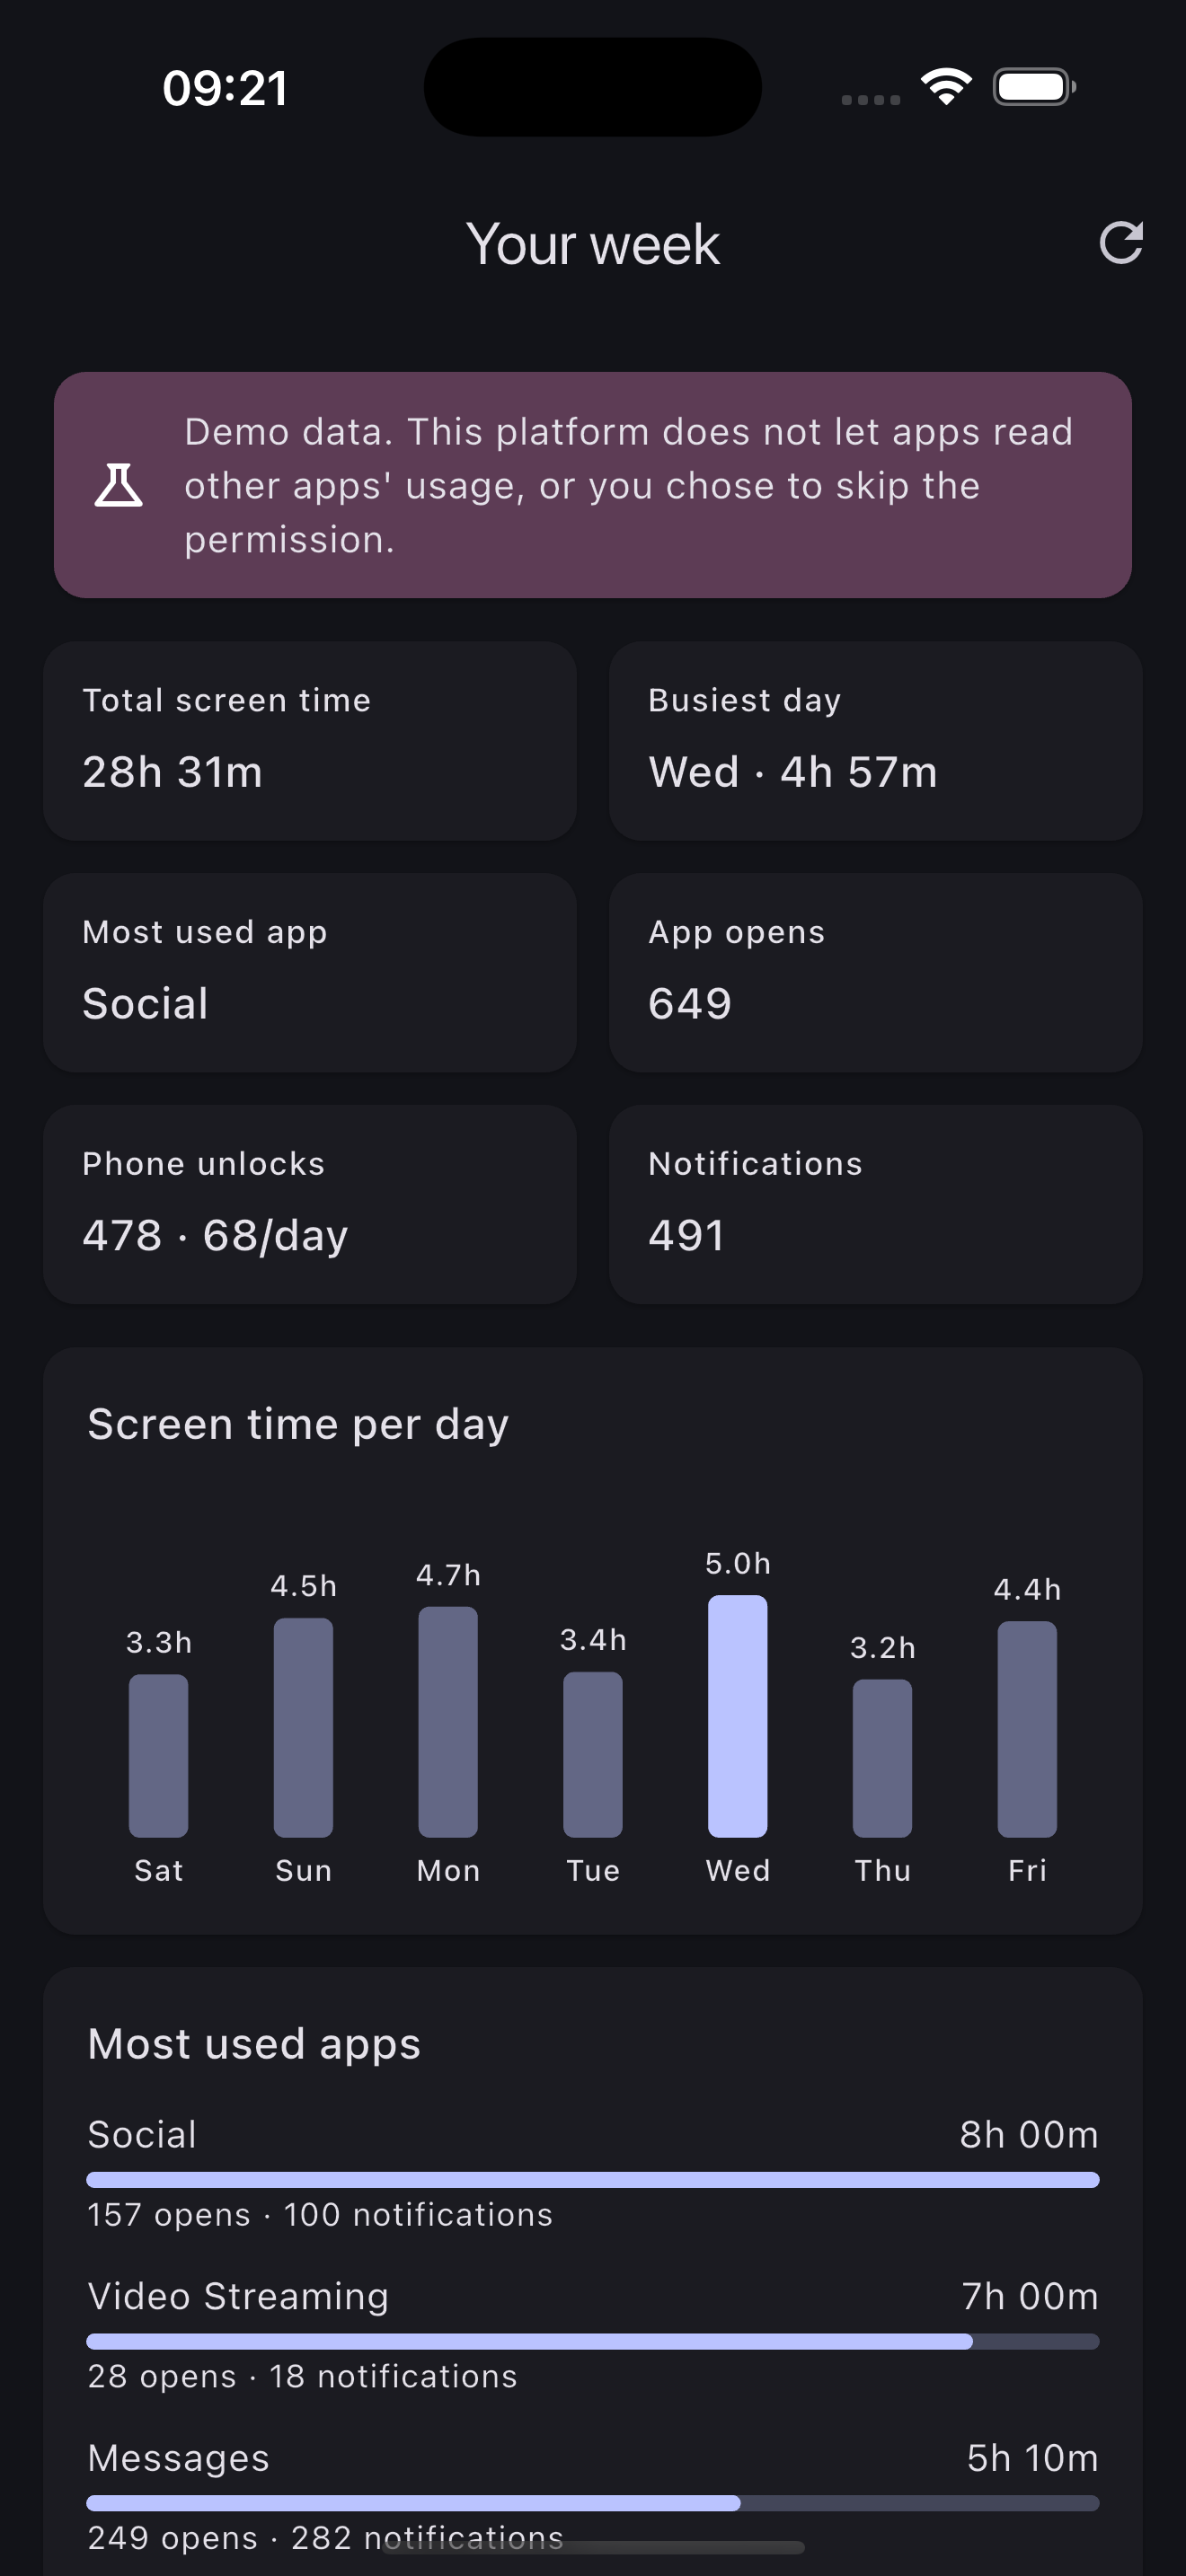 09:21
Your week
Demo data. This platform does not let apps read
other apps' usage, or you chose to skip the
permission.
Total screen time
28h 31m
Busiest day
Wed · 4h 57m
Most used app
Social
App opens
649
Phone unlocks
478 · 68/day
Notifications
491
Screen time per day
3.3h
4.5h
4.7h
3.4h
5.0h
3.2h
4.4h
Sat
Sun
Mon
Tue
Wed
Thu
Fri
Most used apps
Social
8h 00m
157 opens · 100 notifications
Video Streaming
7h 00m
28 opens · 18 notifications
Messages
5h 10m
249 opens · 282 notifications